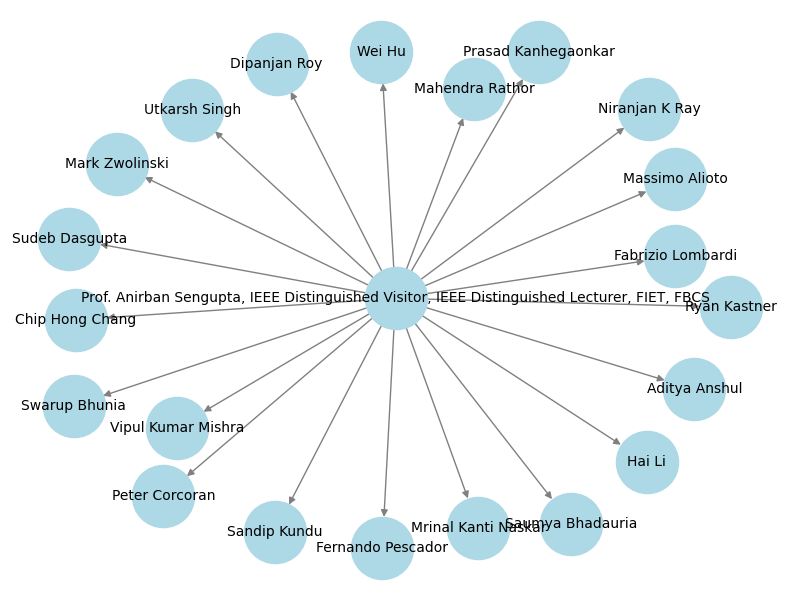 Wei Hu
Prasad Kanhegaonkar
Dipanjan Roy
Mahendra Rathor
Utkarsh Singh
Niranjan K Ray
Mark Zwolinski
Massimo Alioto
Sudeb Dasgupta
Fabrizio Lombardi
Prof. Anirban Sengupta, IEEE Distinguished Visitor, IEEE Distinguished Lecturer, FIET, FBCS
Ryan Kastner
Chip Hong Chang
Aditya Anshul
Swarup Bhunia
Vipul Kumar Mishra
Hai Li
Peter Corcoran
Saumya Bhadauria
Mrinal Kanti Naskar
Sandip Kundu
Fernando Pescador